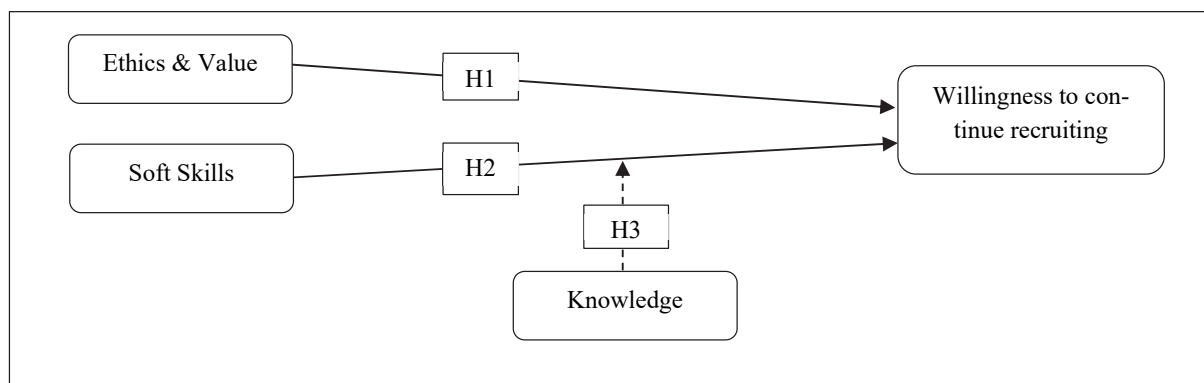 Ethics & Value
H1
Willingness to con-
tinue recruiting
Soft Skills
H2
H3
Knowledge